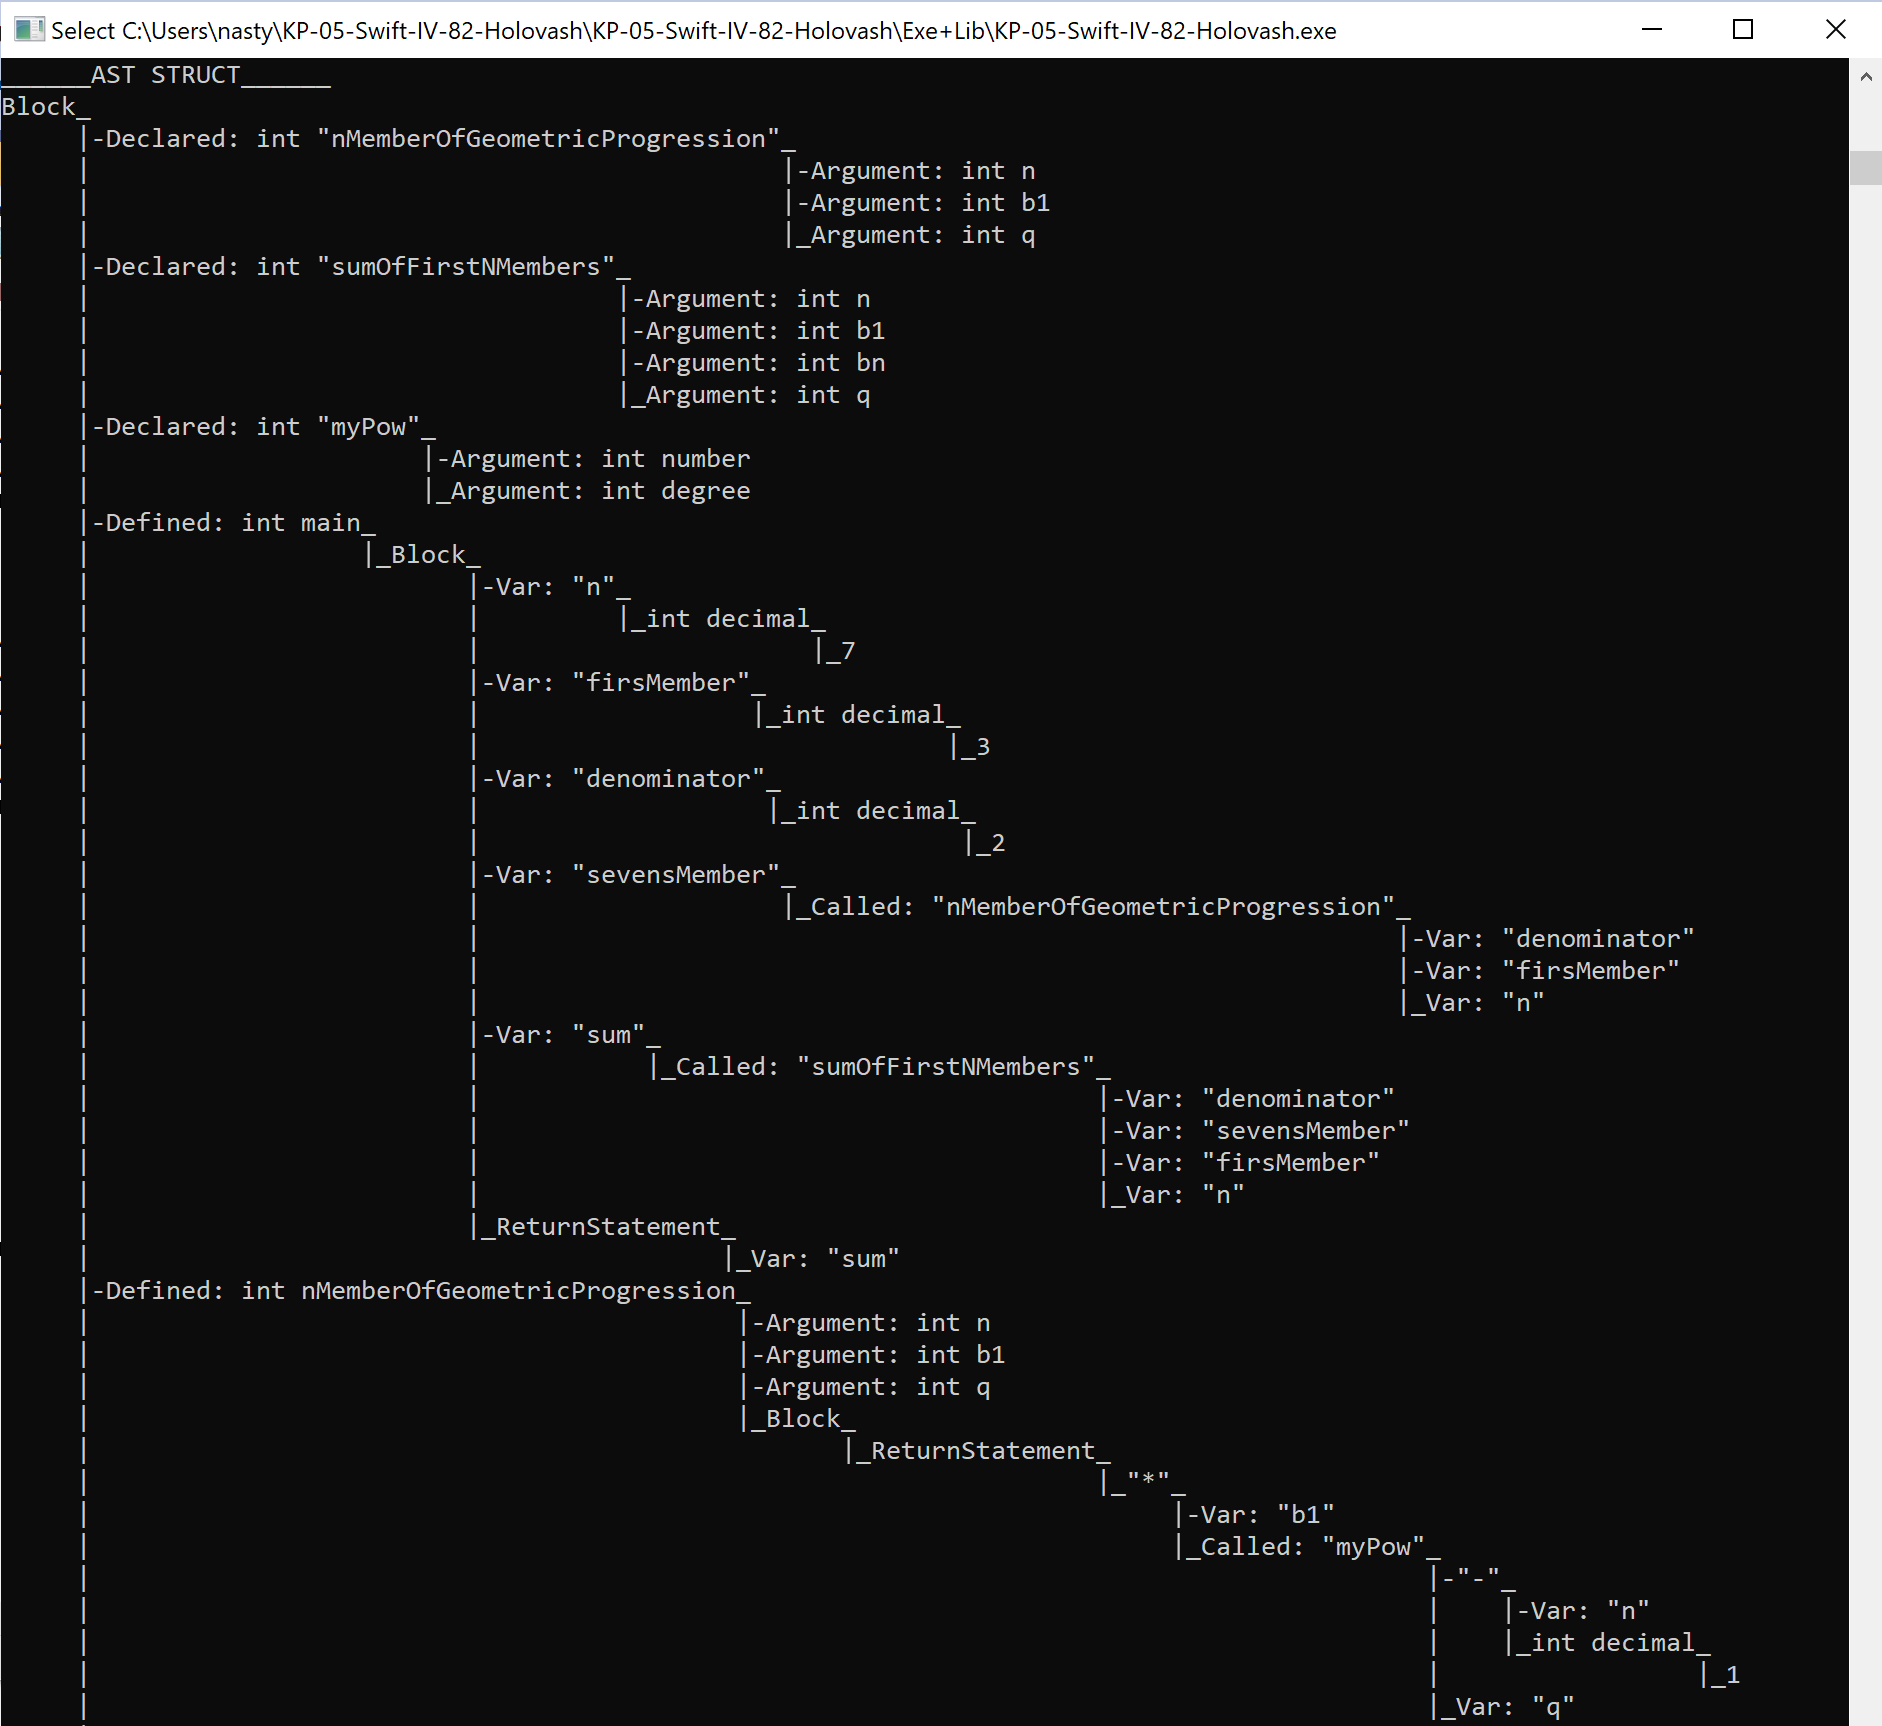 Select C:\Users\nasty\KP-05-Swift-IV-82-Holovash\KP-05-Swift-IV-82-Holovash\Exe+Lib\KP-05-Swift-IV-82-Holovash.exe
______AST STRUCT______
Block_
|-Declared: int "nMemberOfGeometricProgression"_
| |-Argument: int n
| |-Argument: int b1
| |_Argument: int q
|-Declared: int "sumOfFirstNMembers"_
| |-Argument: int n
| |-Argument: int b1
| |-Argument: int bn
| |_Argument: int q
|-Declared: int "myPow"_
| |-Argument: int number
| |_Argument: int degree
|-Defined: int main_
| |_Block_
| |-Var: "n"_
| | |_int decimal_
| | |_7
| |-Var: "firsMember"_
| | |_int decimal_
| | |_3
| |-Var: "denominator"_
| | |_int decimal_
| | |_2
| |-Var: "sevensMember"_
| | |_Called: "nMemberOfGeometricProgression"_
| | |-Var: "denominator"
| | |-Var: "firsMember"
| | |_Var: "n"
| |-Var: "sum"_
| | |_Called: "sumOfFirstNMembers"_
| | |-Var: "denominator"
| | |-Var: "sevensMember"
| | |-Var: "firsMember"
| | |_Var: "n"
| |_ReturnStatement_
| |_Var: "sum"
|-Defined: int nMemberOfGeometricProgression_
| |-Argument: int n
| |-Argument: int b1
| |-Argument: int q
| |_Block_
| |_ReturnStatement_
| |_"*"_
| |-Var: "b1"
| |_Called: "myPow"_
| |-"-"_
| | |-Var: "n"
| | |_int decimal_
| | |_1
| |_Var: "q"